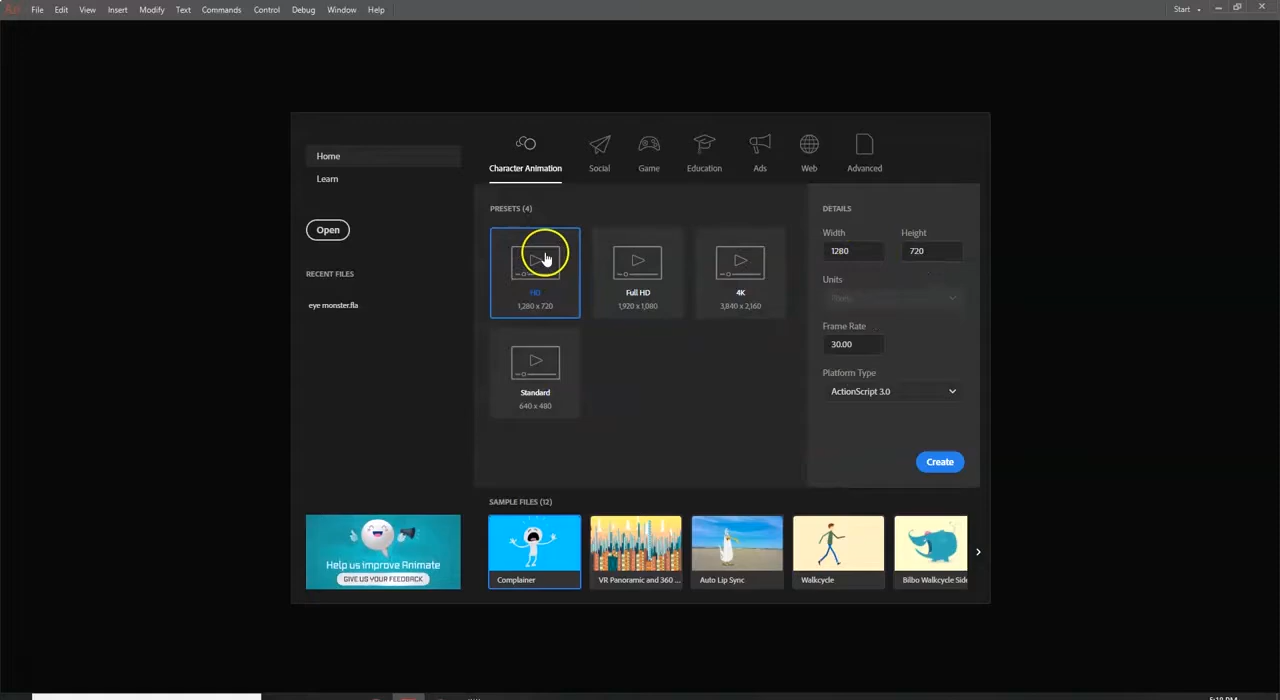 An File Edit View Insert Modify Text Commands Control Debug Window Help Start
Home
Learn
Open
RECENT FILES
eye monster.fla
Help us improve Animate
GIVE US YOUR FEEDBACK
Character Animation Social Game Education Ads Web Advanced
PRESETS (4)
HD Full HD 4K
1,280 x 720 1,920 x 1,080 3,840 x 2,160
Standard
640 x 480
DETAILS
Width Height
1280 720
Units
Pixels
Frame Rate
30.00
Platform Type
ActionScript 3.0
Create
SAMPLE FILES (12)
Complainer VR Panoramic and 360 ... Auto Lip Sync Walkcycle Bilbo Walkcycle Side